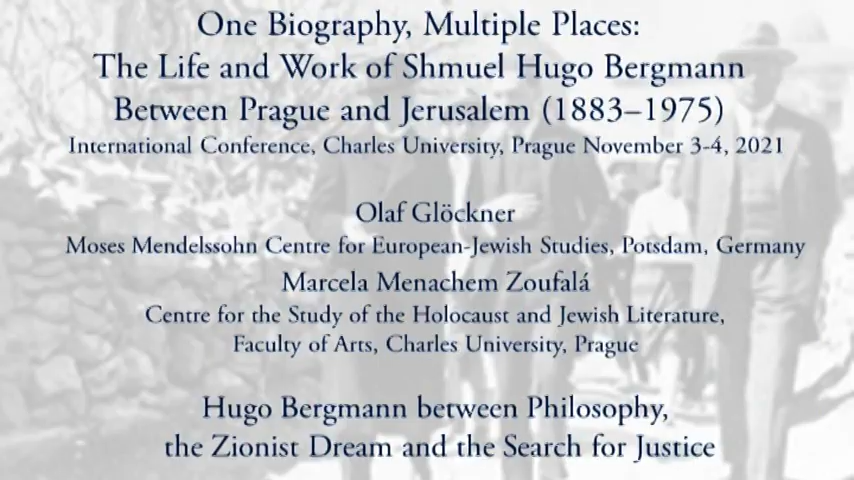 One Biography, Multiple Places:
The Life and Work of Shmuel Hugo Bergmann
Between Prague and Jerusalem (1883–1975)
International Conference, Charles University, Prague November 3-4, 2021
Olaf Glöckner
Moses Mendelssohn Centre for European-Jewish Studies, Potsdam, Germany
Marcela Menachem Zoufalá
Centre for the Study of the Holocaust and Jewish Literature,
Faculty of Arts, Charles University, Prague
Hugo Bergmann between Philosophy,
the Zionist Dream and the Search for Justice